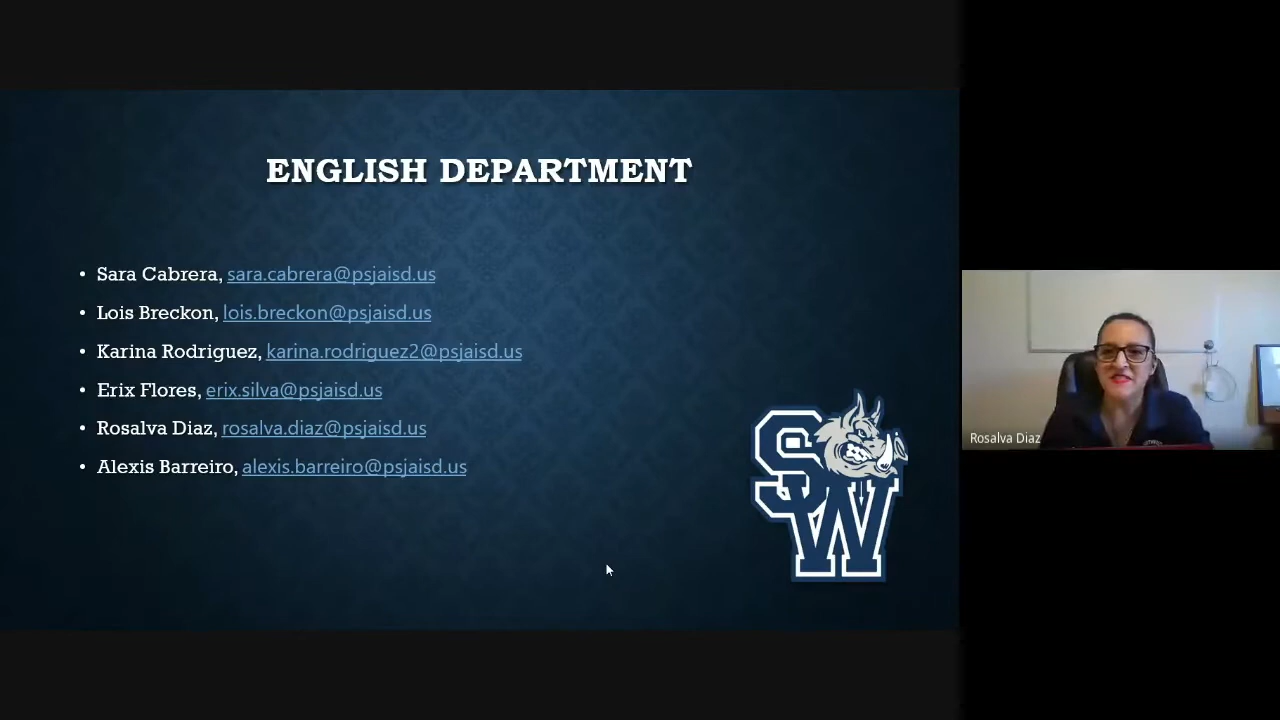 ENGLISH DEPARTMENT
• Sara Cabrera, sara.cabrera@psjaisd.us
• Lois Breckon, lois.breckon@psjaisd.us
• Karina Rodriguez, karina.rodriguez2@psjaisd.us
• Erix Flores, erix.silva@psjaisd.us
• Rosalva Diaz, rosalva.diaz@psjaisd.us
• Alexis Barreiro, alexis.barreiro@psjaisd.us
SW
Rosalva Diaz